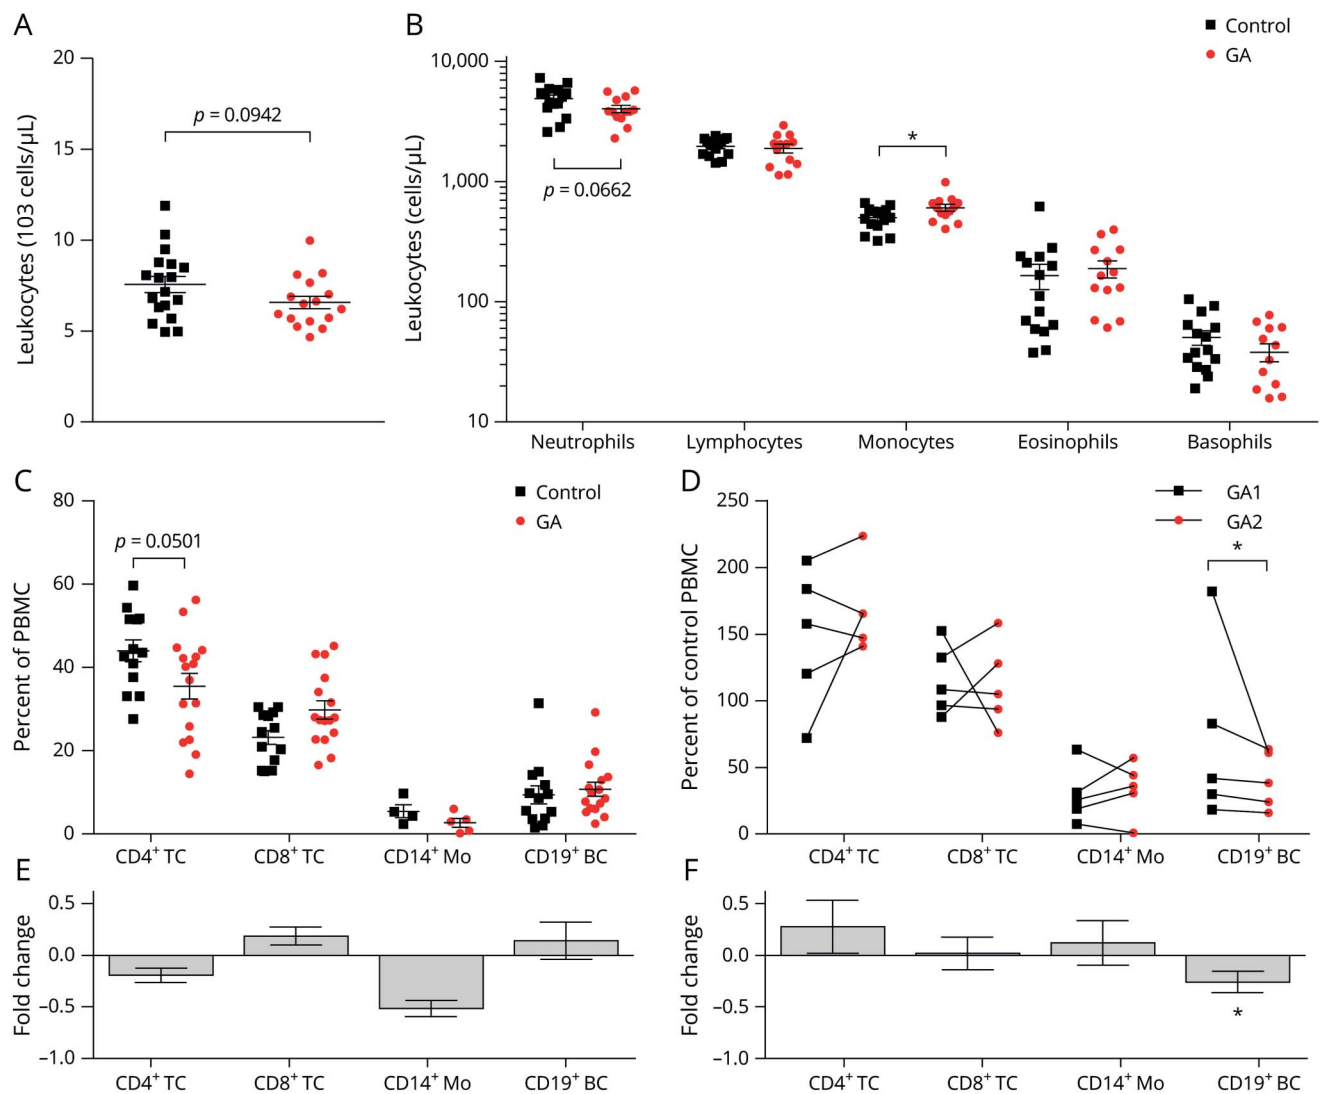 A
20
15
10
5
0
Leukocytes (103 cells/µL)
p = 0.0942
B
Control
GA
10,000
1,000
100
10
Leukocytes (cells/µL)
p = 0.0662
*
Neutrophils Lymphocytes Monocytes Eosinophils Basophils
C
Control
GA
80
60
40
20
0
Percent of PBMC
p = 0.0501
CD4+ TC CD8+ TC CD14+ Mo CD19+ BC
D
GA1
GA2
250
200
150
100
50
0
Percent of control PBMC
*
CD4+ TC CD8+ TC CD14+ Mo CD19+ BC
E
0.5
0.0
−0.5
−1.0
Fold change
CD4+ TC CD8+ TC CD14+ Mo CD19+ BC
F
0.5
0.0
−0.5
−1.0
Fold change
*
CD4+ TC CD8+ TC CD14+ Mo CD19+ BC